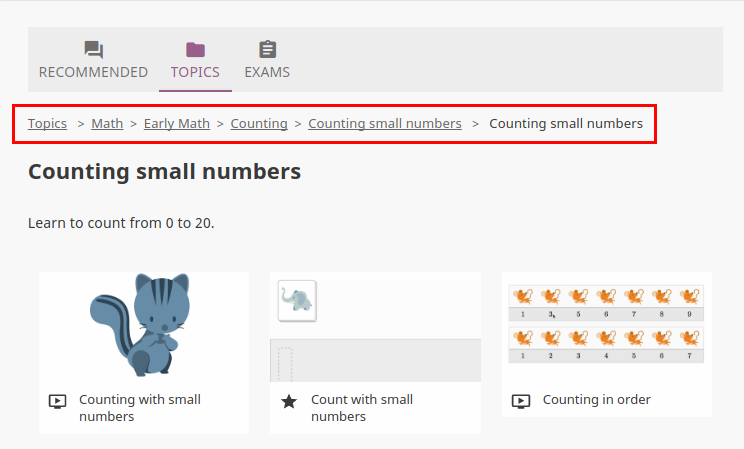 RECOMMENDED TOPICS EXAMS
Topics > Math > Early Math > Counting > Counting small numbers > Counting small numbers
Counting small numbers
Learn to count from 0 to 20.
1 3 5 6 7 8 9
1 2 3 4 5 6 7
Counting with small
numbers
Count with small
numbers
Counting in order